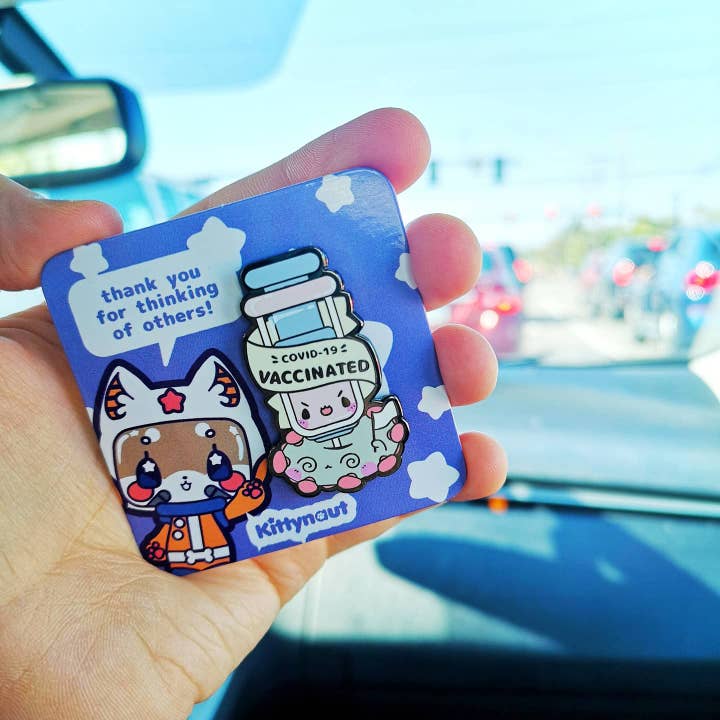 thank you
for thinking
of others!
COVID-19
VACCINATED
Kittynaut